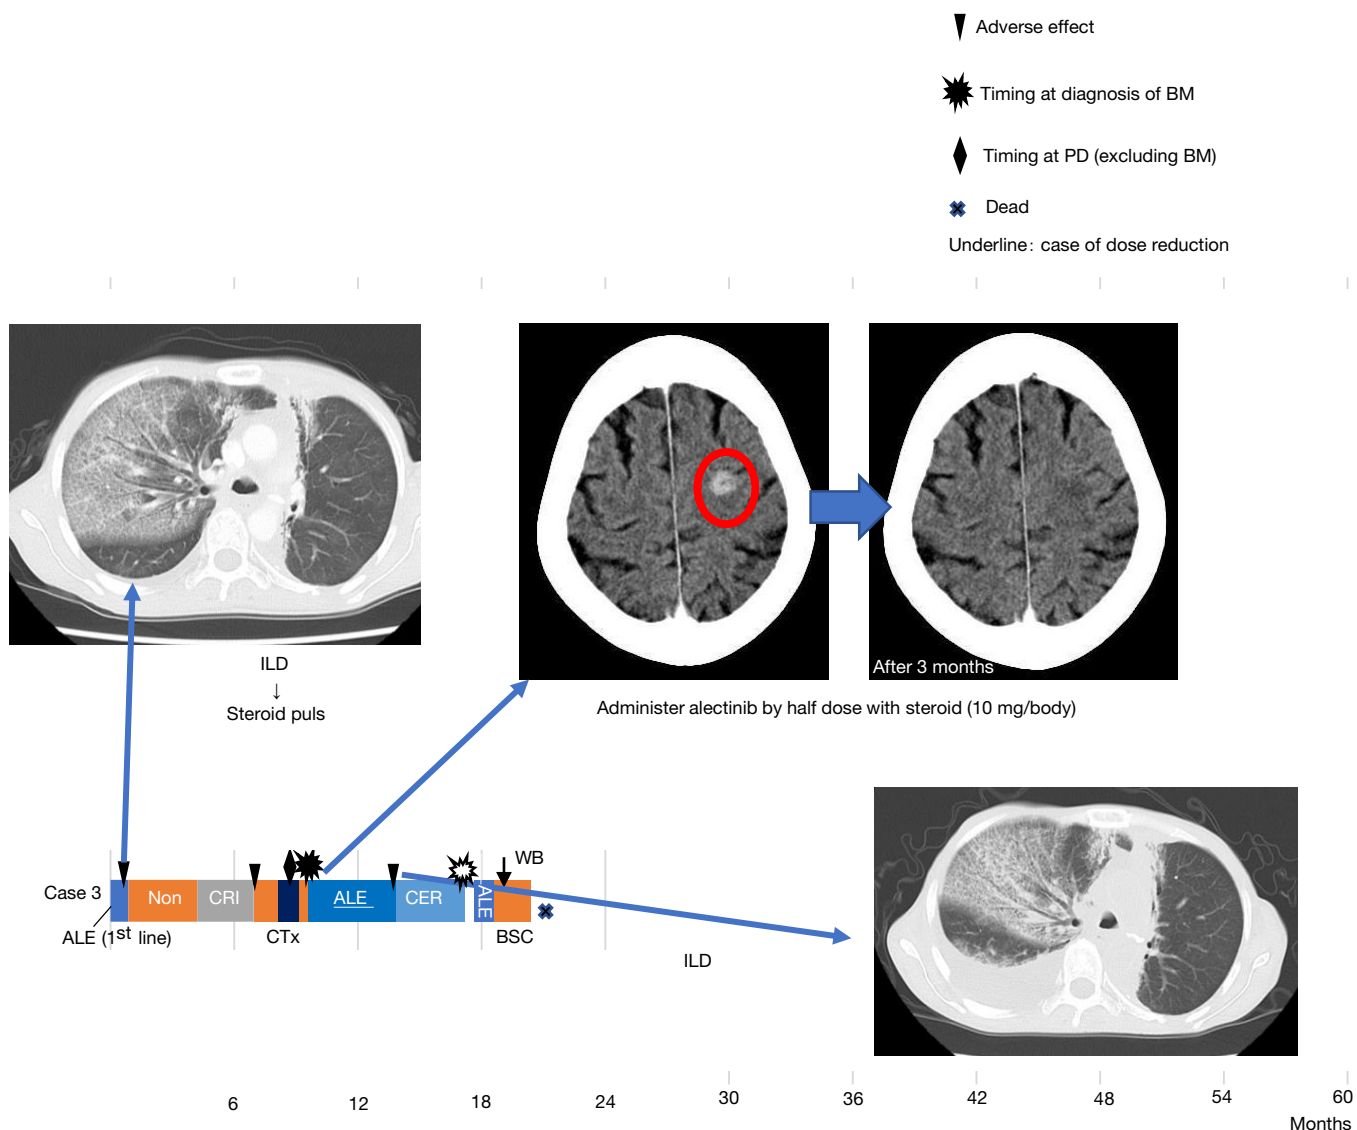 Adverse effect
Timing at diagnosis of BM
Timing at PD (excluding BM)
Dead
Underline: case of dose reduction
After 3 months
ILD
↓
Steroid puls
Administer alectinib by half dose with steroid (10 mg/body)
WB
Case 3
Non
CRI
ALE
CER
ALE
ALE (1st line)
CTx
BSC
ILD
6
12
18
24
30
36
42
48
54
60
Months